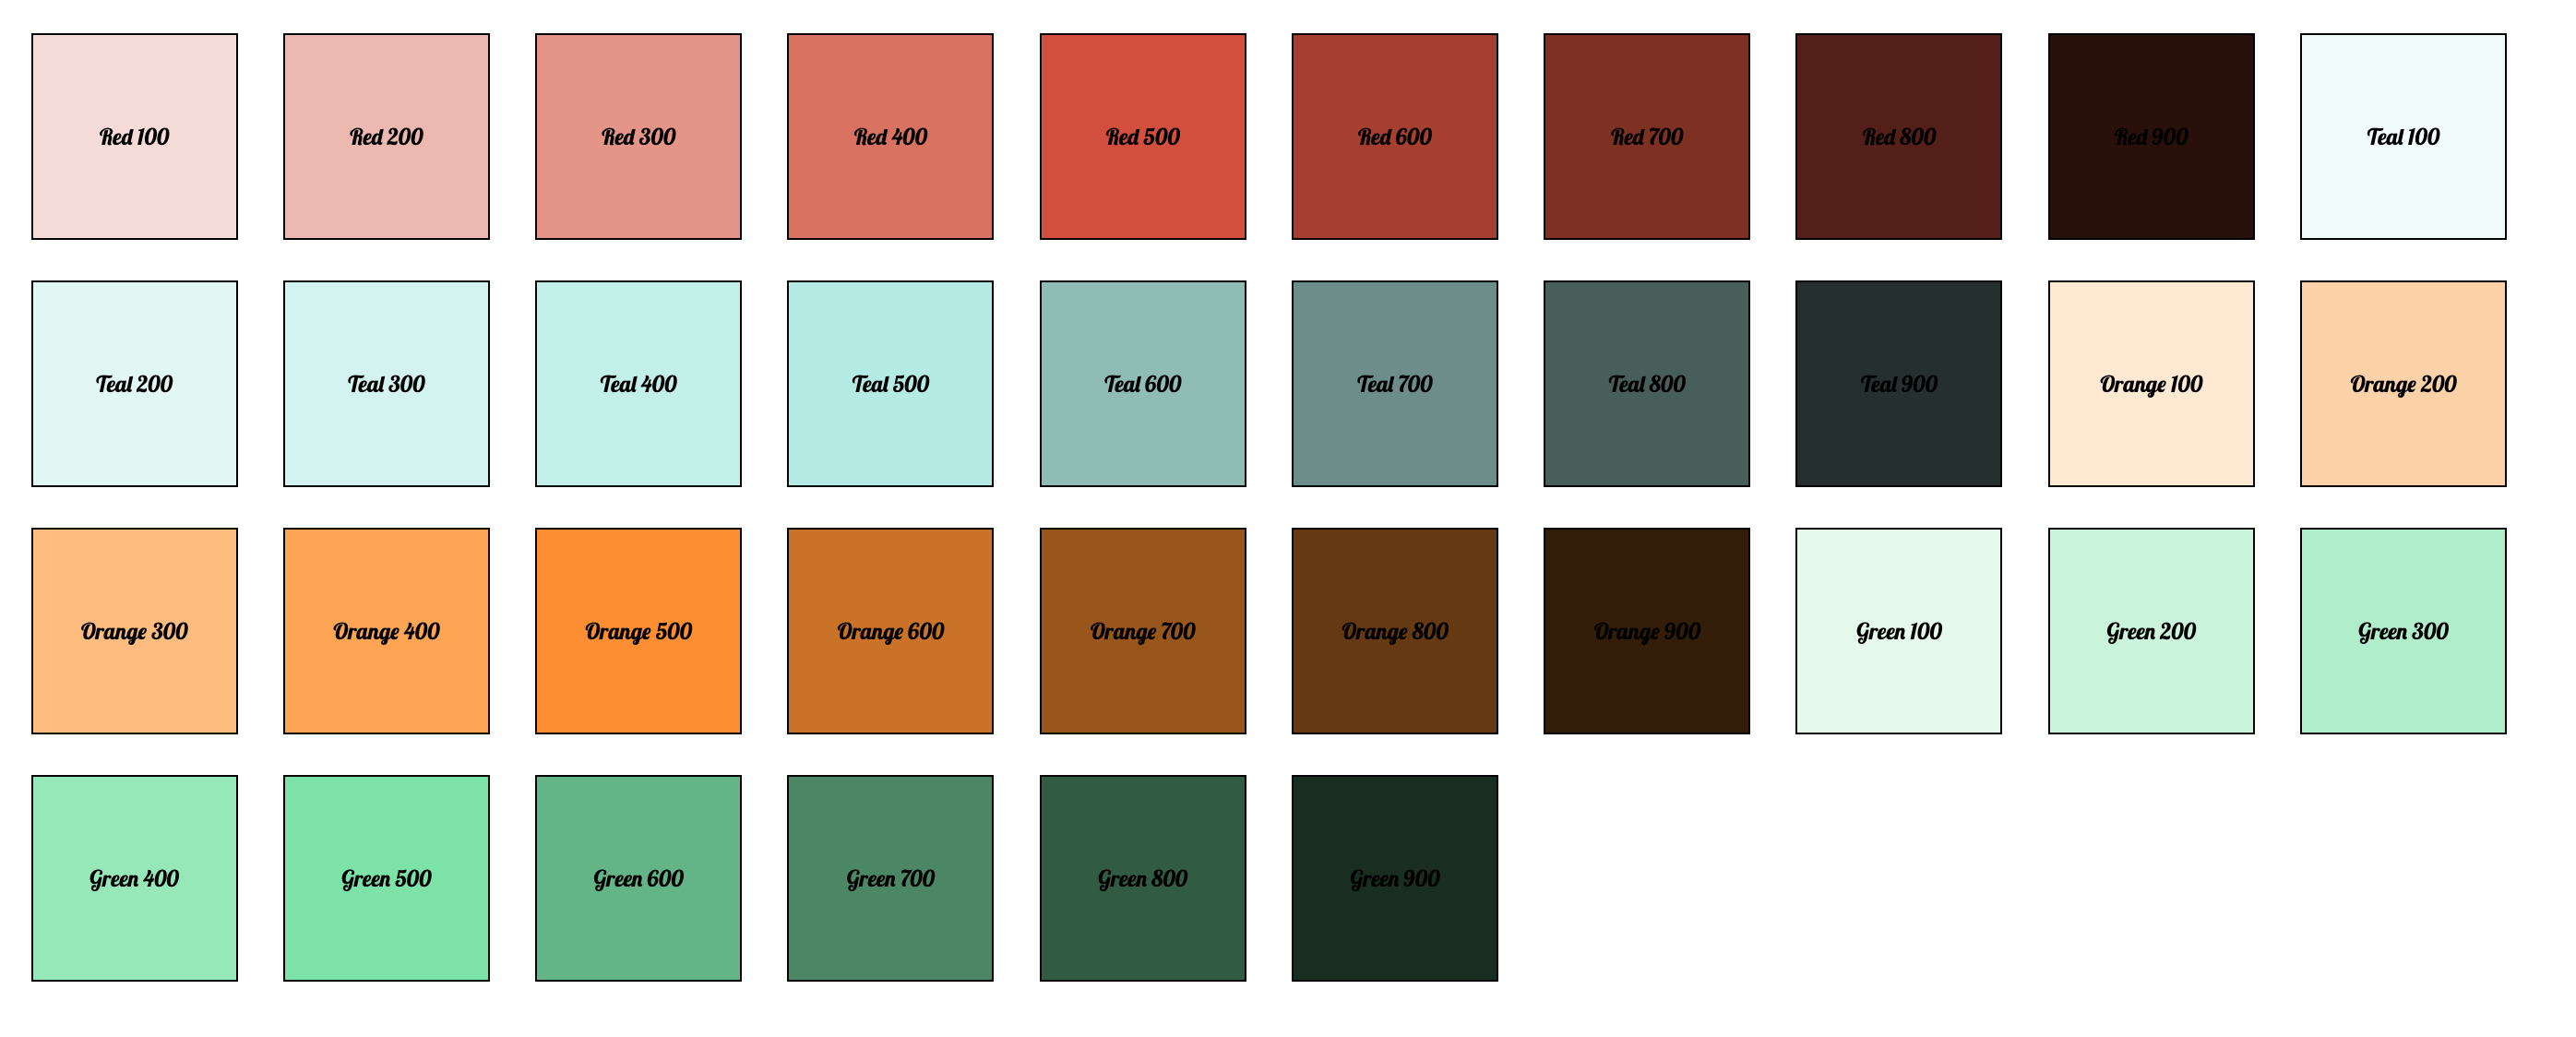 Red 100
Red 200
Red 300
Red 400
Red 500
Red 600
Red 700
Red 800
Red 900
Teal 100
Teal 200
Teal 300
Teal 400
Teal 500
Teal 600
Teal 700
Teal 800
Teal 900
Orange 100
Orange 200
Orange 300
Orange 400
Orange 500
Orange 600
Orange 700
Orange 800
Orange 900
Green 100
Green 200
Green 300
Green 400
Green 500
Green 600
Green 700
Green 800
Green 900